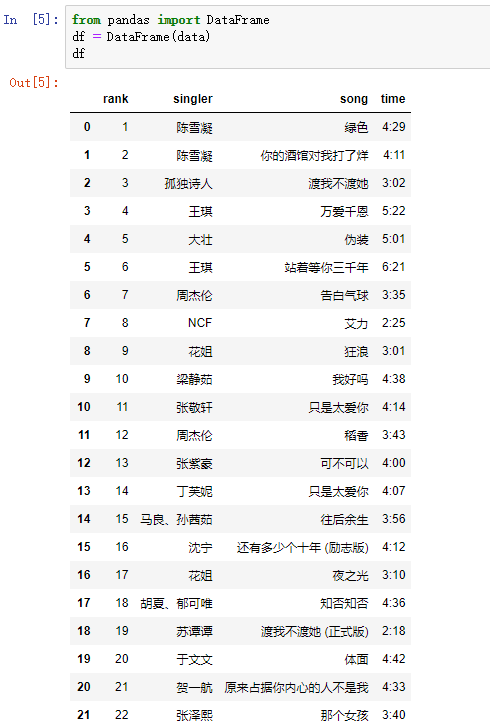 In [5]: from pandas import DataFrame
df = DataFrame(data)
df
Out[5]:
rank singler song time
0 1 陈雪凝 绿色 4:29
1 2 陈雪凝 你的酒馆对我打了烊 4:11
2 3 孤独诗人 渡我不渡她 3:02
3 4 王琪 万爱千恩 5:22
4 5 大壮 伪装 5:01
5 6 王琪 站着等你三千年 6:21
6 7 周杰伦 告白气球 3:35
7 8 NCF 艾力 2:25
8 9 花姐 狂浪 3:01
9 10 梁静茹 我好吗 4:38
10 11 张敬轩 只是太爱你 4:14
11 12 周杰伦 稻香 3:43
12 13 张紫豪 可不可以 4:00
13 14 丁芙妮 只是太爱你 4:07
14 15 马良、孙茜茹 往后余生 3:56
15 16 沈宁 还有多少个十年 (励志版) 4:12
16 17 花姐 夜之光 3:10
17 18 胡夏、郁可唯 知否知否 4:36
18 19 苏谭谭 渡我不渡她 (正式版) 2:18
19 20 于文文 体面 4:42
20 21 贺一航 原来占据你内心的人不是我 4:33
21 22 张泽熙 那个女孩 3:40